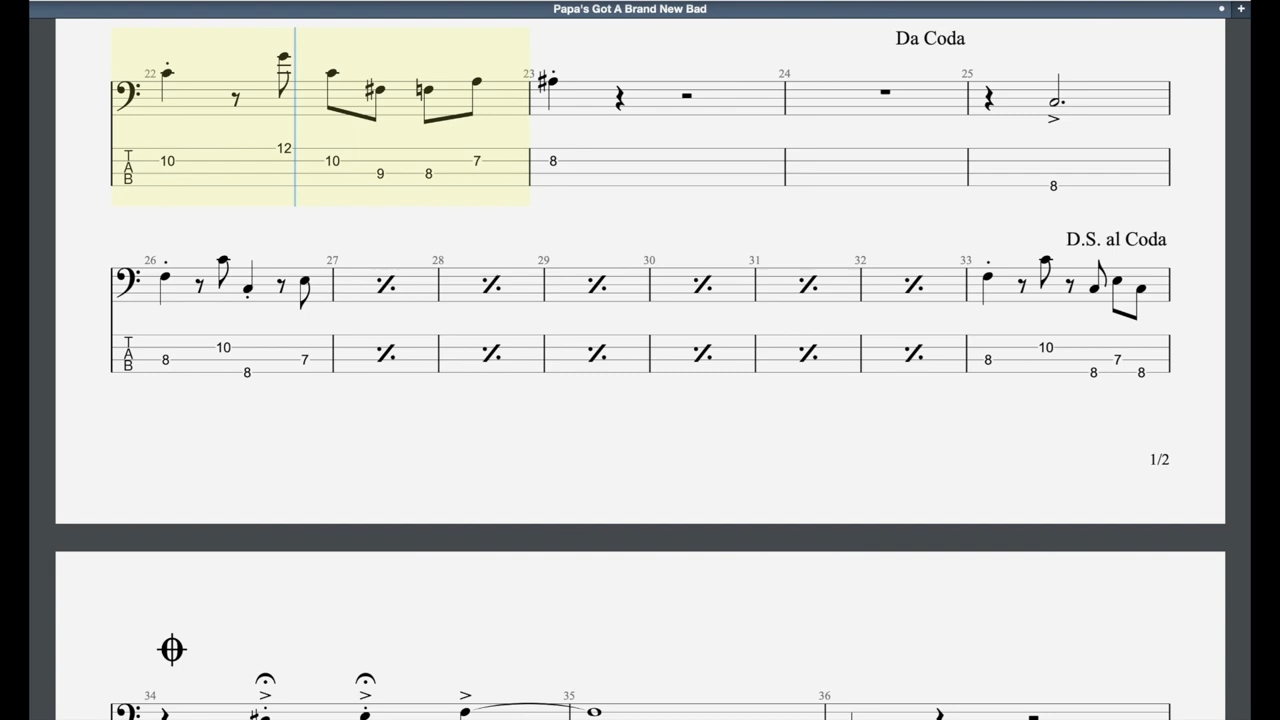 Papa's Got A Brand New Bad
Da Coda
22 23 24 25
T A B 10 12 10 9 8 7 8 8
D.S. al Coda
26 27 28 29 30 31 32 33
T A B 8 10 8 7 8 10 8 7 8
1/2
34 35 36